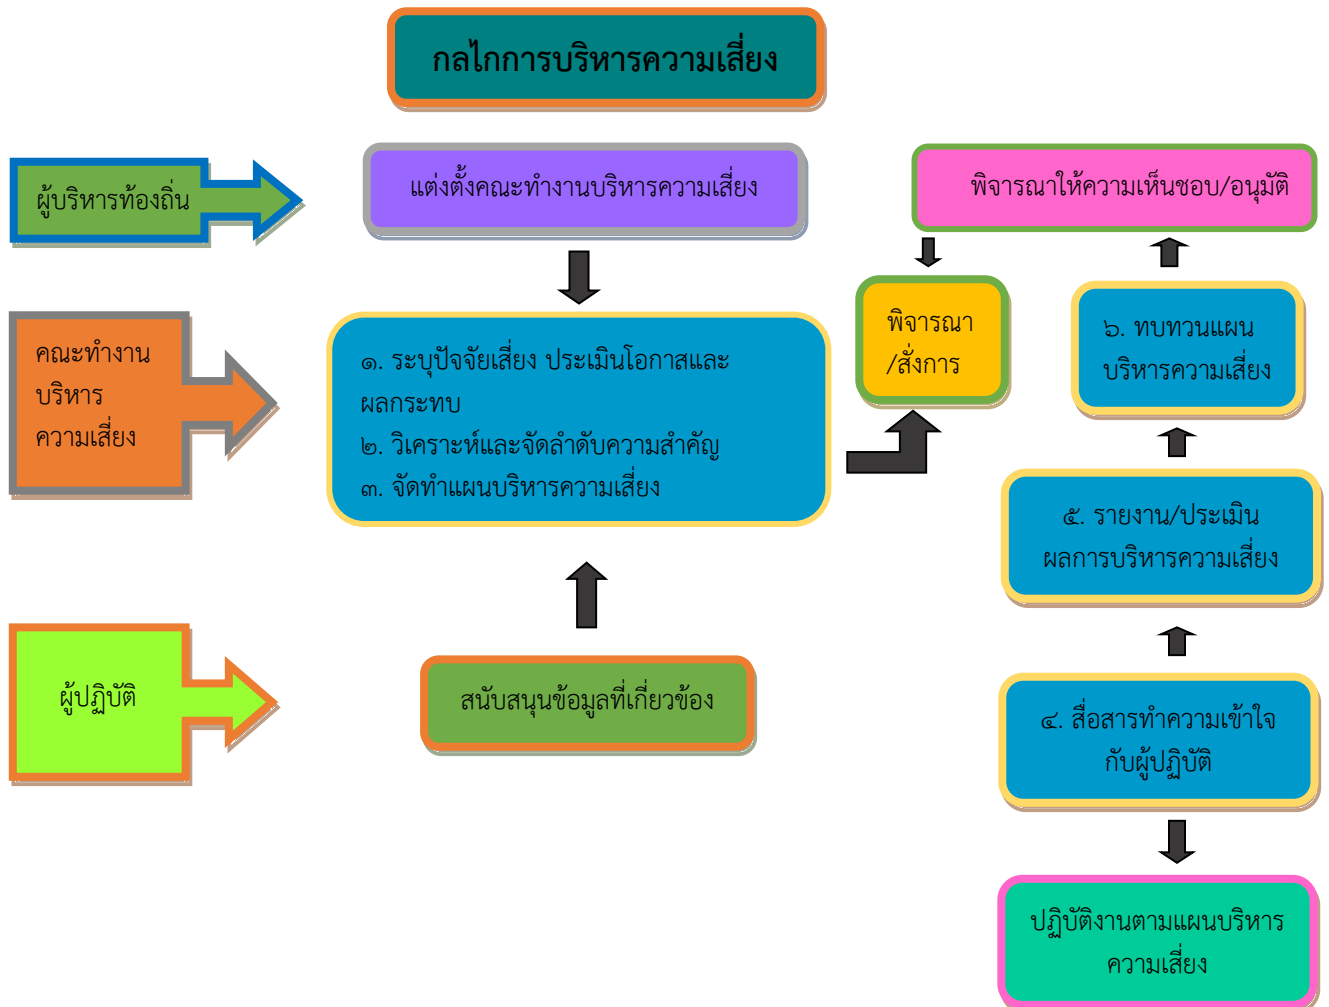 กลไกการบริหารความเสี่ยง
ผู้บริหารท้องถิ่น
แต่งตั้งคณะทำงานบริหารความเสี่ยง
พิจารณาให้ความเห็นชอบ/อนุมัติ
คณะทำงาน
บริหาร
ความเสี่ยง
๑. ระบุปัจจัยเสี่ยง ประเมินโอกาสและ
ผลกระทบ
๒. วิเคราะห์และจัดลำดับความสำคัญ
๓. จัดทำแผนบริหารความเสี่ยง
พิจารณา
/สั่งการ
๖. ทบทวนแผน
บริหารความเสี่ยง
๕. รายงาน/ประเมิน
ผลการบริหารความเสี่ยง
ผู้ปฏิบัติ
สนับสนุนข้อมูลที่เกี่ยวข้อง
๔. สื่อสารทำความเข้าใจ
กับผู้ปฏิบัติ
ปฏิบัติงานตามแผนบริหาร
ความเสี่ยง